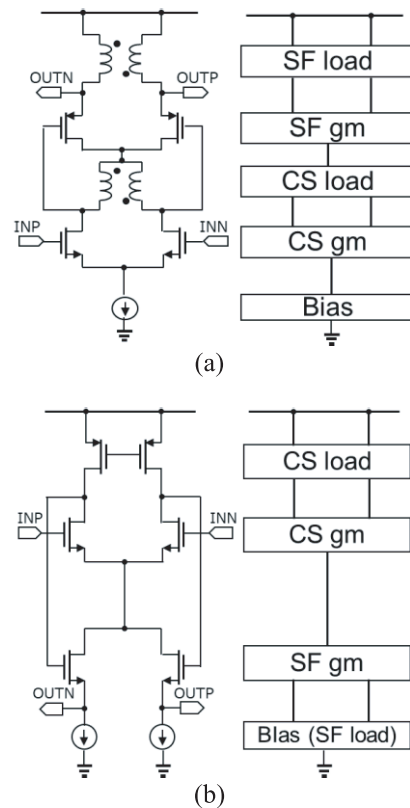 OUTN
OUTP
INP
INN
SF load
SF gm
CS load
CS gm
Bias
(a)
INP
INN
OUTN
OUTP
CS load
CS gm
SF gm
BIas (SF load)
(b)